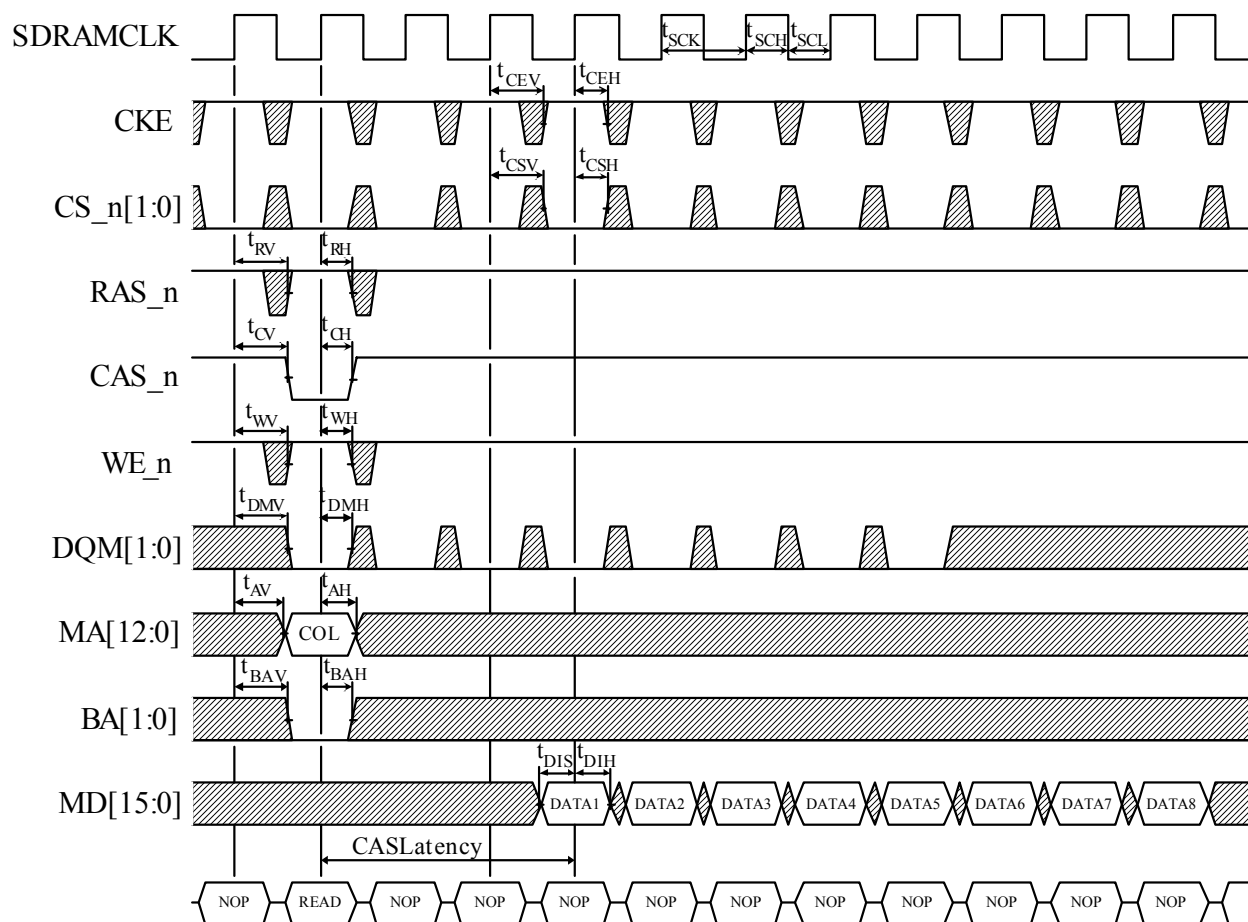 SDRAMCLK
tSCK tSCH tSCL
tCEV tCEH
CKE
tCSV tCSH
CS_n[1:0]
tRV tRH
RAS_n
tCV tCH
CAS_n
tWV tWH
WE_n
tDMV tDMH
DQM[1:0]
tAV tAH
MA[12:0] COL
tBAV tBAH
BA[1:0]
tDIS tDIH
MD[15:0] DATA1 DATA2 DATA3 DATA4 DATA5 DATA6 DATA7 DATA8
CASLatency
NOP READ NOP NOP NOP NOP NOP NOP NOP NOP NOP NOP